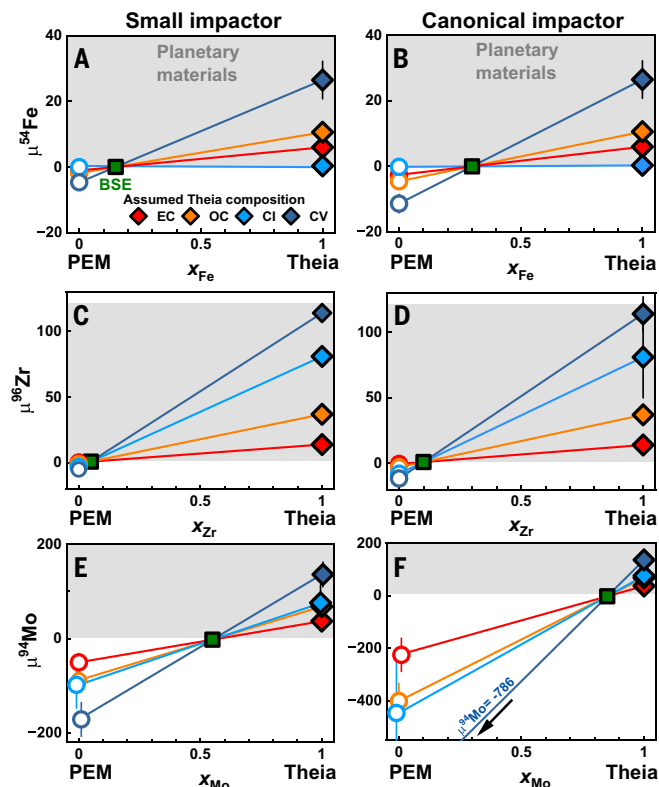 Small impactor
Canonical impactor
A
Planetary
materials
40
20
0
−20
μ⁵⁴Fe
BSE
Assumed Theia composition
EC OC CI CV
0 0.5 1
PEM xFe Theia
B
Planetary
materials
40
20
0
−20
0 0.5 1
PEM xFe Theia
C
100
50
0
μ⁹⁶Zr
0 0.5 1
PEM xZr Theia
D
100
50
0
0 0.5 1
PEM xZr Theia
E
200
0
−200
μ⁹⁴Mo
0 0.5 1
PEM xMo Theia
F
200
0
−200
−400
μ⁹⁴Mo= -786
0 0.5 1
PEM xMo Theia